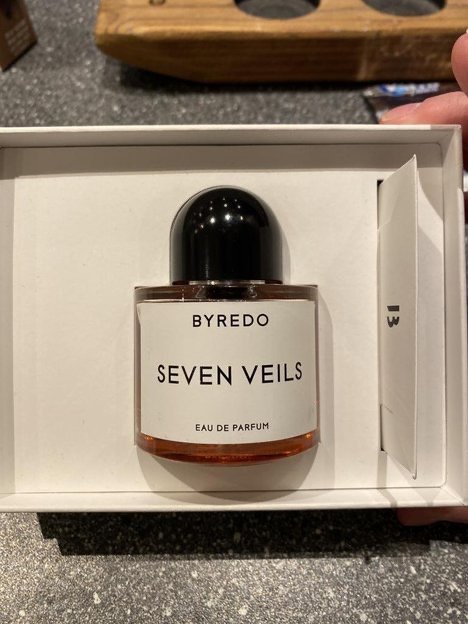 BYREDO
SEVEN VEILS
EAU DE PARFUM
B